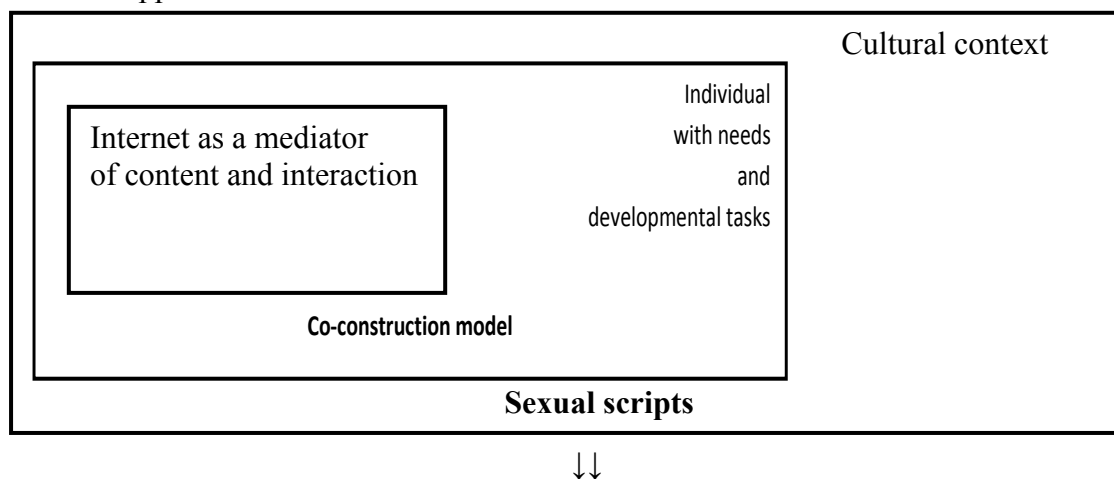 Cultural context
Individual
with needs
and
developmental tasks
Internet as a mediator
of content and interaction
Co-construction model
Sexual scripts
↓↓